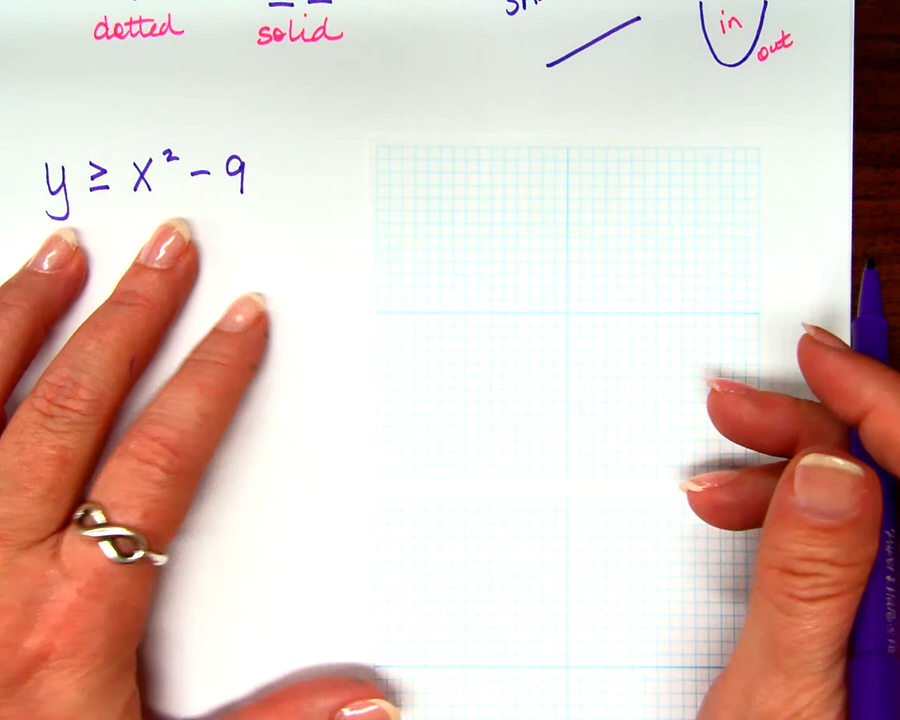 dotted
solid
in
out
y ≥ x² - 9